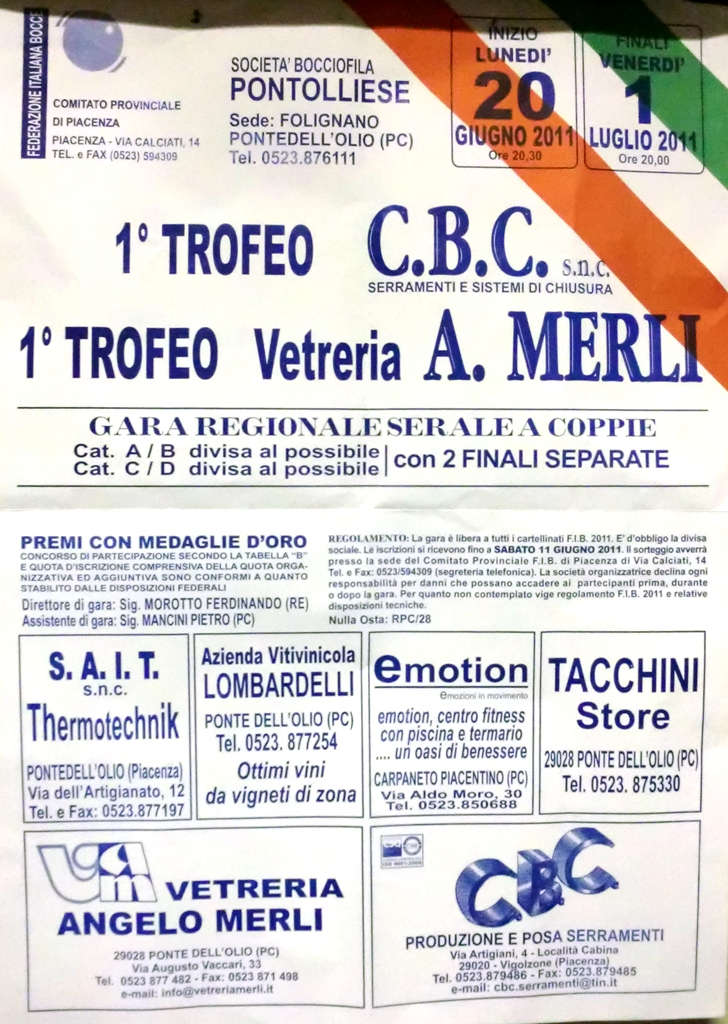 FEDERAZIONE ITALIANA BOCCE
COMITATO PROVINCIALE
DI PIACENZA
PIACENZA - VIA CALCIATI, 14
TEL. e FAX (0523) 594309
SOCIETA' BOCCIOFILA
PONTOLLIESE
Sede: FOLIGNANO
PONTEDELL'OLIO (PC)
Tel. 0523.876111
INIZIO
LUNEDI'
20
GIUGNO 2011
Ore 20,30
FINALI
VENERDI'
1
LUGLIO 2011
Ore 20,00
1° TROFEO C.B.C. s.n.c.
SERRAMENTI E SISTEMI DI CHIUSURA
1° TROFEO Vetreria A. MERLI
GARA REGIONALE SERALE A COPPIE
Cat. A / B divisa al possibile
Cat. C / D divisa al possibile
con 2 FINALI SEPARATE
PREMI CON MEDAGLIE D'ORO
CONCORSO DI PARTECIPAZIONE SECONDO LA TABELLA "B"
E QUOTA D'ISCRIZIONE COMPRENSIVA DELLA QUOTA ORGA-
NIZZATIVA ED AGGIUNTIVA SONO CONFORMI A QUANTO
STABILITO DALLE DISPOSIZIONI FEDERALI
Direttore di gara: Sig. MOROTTO FERDINANDO (RE)
Assistente di gara: Sig. MANCINI PIETRO (PC)
REGOLAMENTO: La gara è libera a tutti i cartellinati F.I.B. 2011. E' d'obbligo la divisa
sociale. Le iscrizioni si ricevono fino a SABATO 11 GIUGNO 2011. Il sorteggio avverrà
presso la sede del Comitato Provinciale F.I.B. di Piacenza di Via Calciati, 14
Tel. e Fax: 0523/594309 (segreteria telefonica). La società organizzatrice declina ogni
responsabilità per danni che possano accadere ai partecipanti prima, durante
o dopo la gara. Per quanto non contemplato vige regolamento F.I.B. 2011 e relative
disposizioni tecniche.
Nulla Osta: RPC/28
S. A. I. T.
s.n.c.
Thermotechnik
PONTEDELL'OLIO (Piacenza)
Via dell'Artigianato, 12
Tel. e Fax: 0523.877197
Azienda Vitivinicola
LOMBARDELLI
PONTE DELL'OLIO (PC)
Tel. 0523. 877254
Ottimi vini
da vigneti di zona
emotion
emozioni in movimento
emotion, centro fitness
con piscina e termario
.... un oasi di benessere
CARPANETO PIACENTINO (PC)
Via Aldo Moro, 30
Tel. 0523.850688
TACCHINI
Store
29028 PONTE DELL'OLIO (PC)
Tel. 0523. 875330
VETRERIA
ANGELO MERLI
29028 PONTE DELL'OLIO (PC)
Via Augusto Vaccari, 33
Tel. 0523 877 482 - Fax: 0523 871 498
e-mail: info@vetreriamerli.it
C.B.C.
PRODUZIONE E POSA SERRAMENTI
Via Artigiani, 4 - Località Cabina
29020 - Vigolzone (Piacenza)
Tel. 0523.879486 - Fax: 0523.879485
e-mail: cbc.serramenti@tin.it